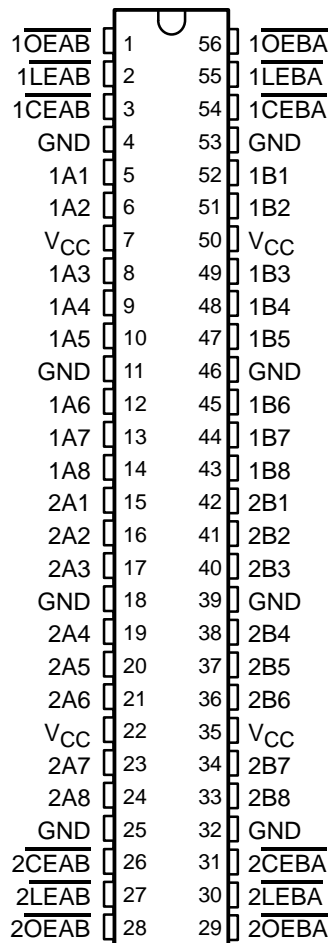 1OEAB 1 56 1OEBA
1LEAB 2 55 1LEBA
1CEAB 3 54 1CEBA
GND 4 53 GND
1A1 5 52 1B1
1A2 6 51 1B2
VCC 7 50 VCC
1A3 8 49 1B3
1A4 9 48 1B4
1A5 10 47 1B5
GND 11 46 GND
1A6 12 45 1B6
1A7 13 44 1B7
1A8 14 43 1B8
2A1 15 42 2B1
2A2 16 41 2B2
2A3 17 40 2B3
GND 18 39 GND
2A4 19 38 2B4
2A5 20 37 2B5
2A6 21 36 2B6
VCC 22 35 VCC
2A7 23 34 2B7
2A8 24 33 2B8
GND 25 32 GND
2CEAB 26 31 2CEBA
2LEAB 27 30 2LEBA
2OEAB 28 29 2OEBA